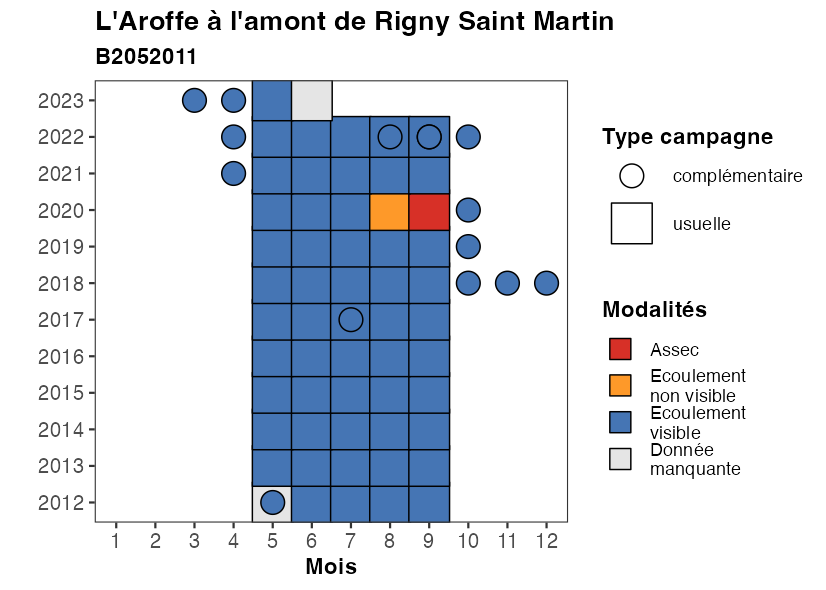 L'Aroffe à l'amont de Rigny Saint Martin
B2052011
2023
2022
2021
2020
2019
2018
2017
2016
2015
2014
2013
2012
1 2 3 4 5 6 7 8 9 10 11 12
Mois
Type campagne
complémentaire
usuelle
Modalités
Assec
Ecoulement
non visible
Ecoulement
visible
Donnée
manquante